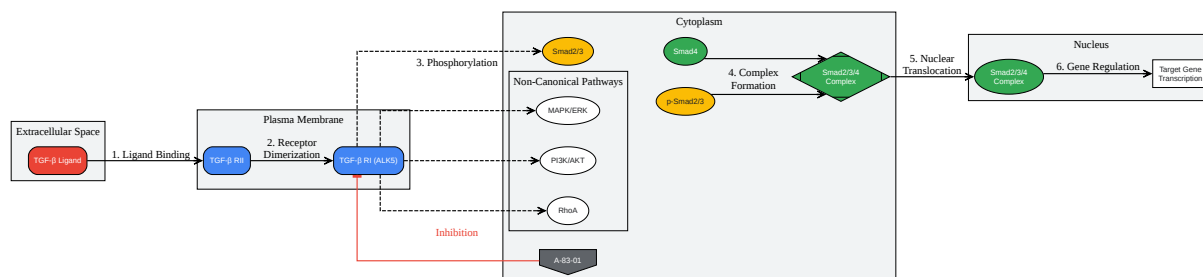 Extracellular Space
TGF-β Ligand
1. Ligand Binding
Plasma Membrane
TGF-β RII
2. Receptor
Dimerization
TGF-β RI (ALK5)
3. Phosphorylation
Inhibition
Cytoplasm
Smad2/3
Non-Canonical Pathways
MAPK/ERK
PI3K/AKT
RhoA
A-83-01
Smad4
p-Smad2/3
4. Complex
Formation
Smad2/3/4
Complex
5. Nuclear
Translocation
Nucleus
Smad2/3/4
Complex
6. Gene Regulation
Target Gene
Transcription